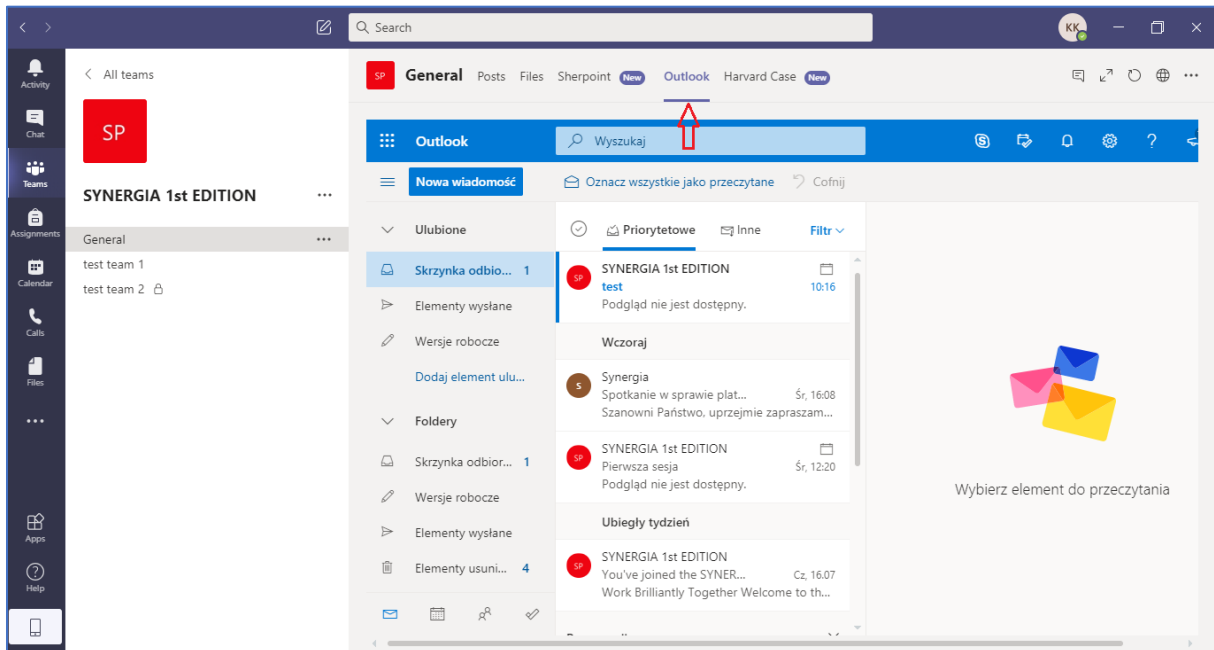 Search
KK
Activity
Chat
Teams
Assignments
Calendar
Calls
Files
Apps
Help
All teams
SP
SYNERGIA 1st EDITION
General
test team 1
test team 2
SP General Posts Files Sherpoint New Outlook Harvard Case New
Outlook Wyszukaj
Nowa wiadomość Oznacz wszystkie jako przeczytane Cofnij
Ulubione
Skrzynka odbio... 1
Elementy wysłane
Wersje robocze
Dodaj element ulu...
Foldery
Skrzynka odbior... 1
Wersje robocze
Elementy wysłane
Elementy usuni... 4
Priorytetowe Inne Filtr
SP SYNERGIA 1st EDITION
test 10:16
Podgląd nie jest dostępny.
Wczoraj
S Synergia
Spotkanie w sprawie plat... Śr, 16:08
Szanowni Państwo, uprzejmie zapraszam...
SP SYNERGIA 1st EDITION
Pierwsza sesja Śr, 12:20
Podgląd nie jest dostępny.
Ubiegły tydzień
SP SYNERGIA 1st EDITION
You've joined the SYNER... Cz, 16.07
Work Brilliantly Together Welcome to th...
Wybierz element do przeczytania